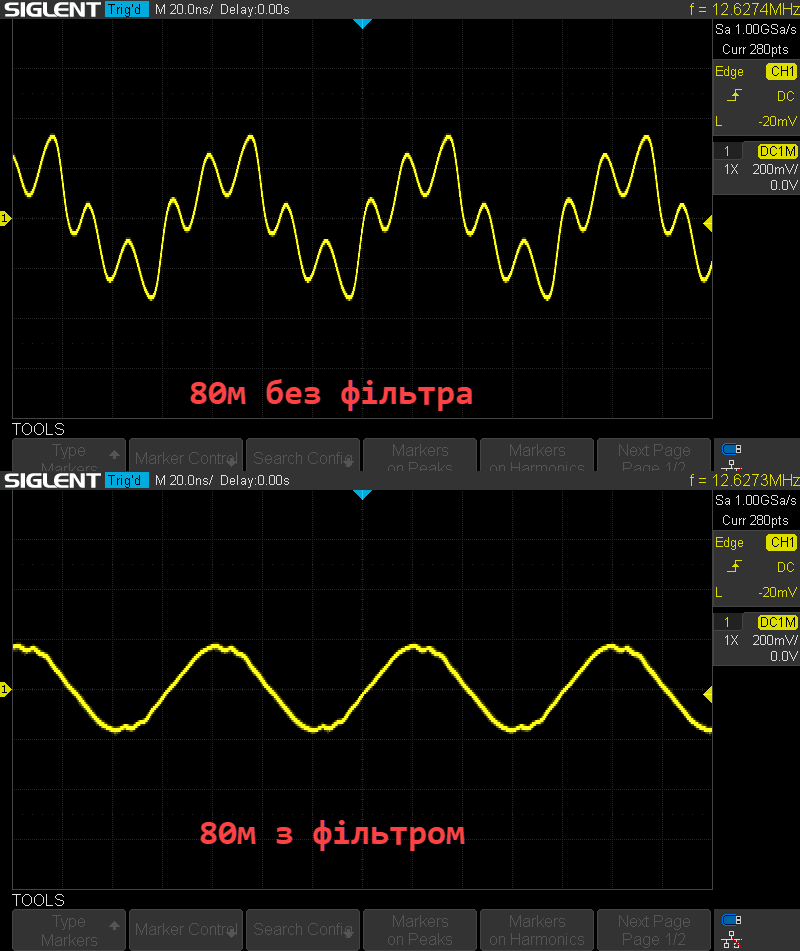 SIGLENT Trig'd M 20.0ns/ Delay:0.00s f = 12.6274MHz
Sa 1.00GSa/s
Curr 280pts
Edge CH1
DC
L -20mV
1 DC1M
1X 200mV/
0.0V
1
80м без фільтра
TOOLS
Type Markers
Marker Control
Search Config
Markers on Peaks
Markers on Harmonics
Next Page Page 1/2
SIGLENT Trig'd M 20.0ns/ Delay:0.00s f = 12.6273MHz
Sa 1.00GSa/s
Curr 280pts
Edge CH1
DC
L -20mV
1 DC1M
1X 200mV/
0.0V
1
80м з фільтром
TOOLS
Type Markers
Marker Control
Search Config
Markers on Peaks
Markers on Harmonics
Next Page Page 1/2